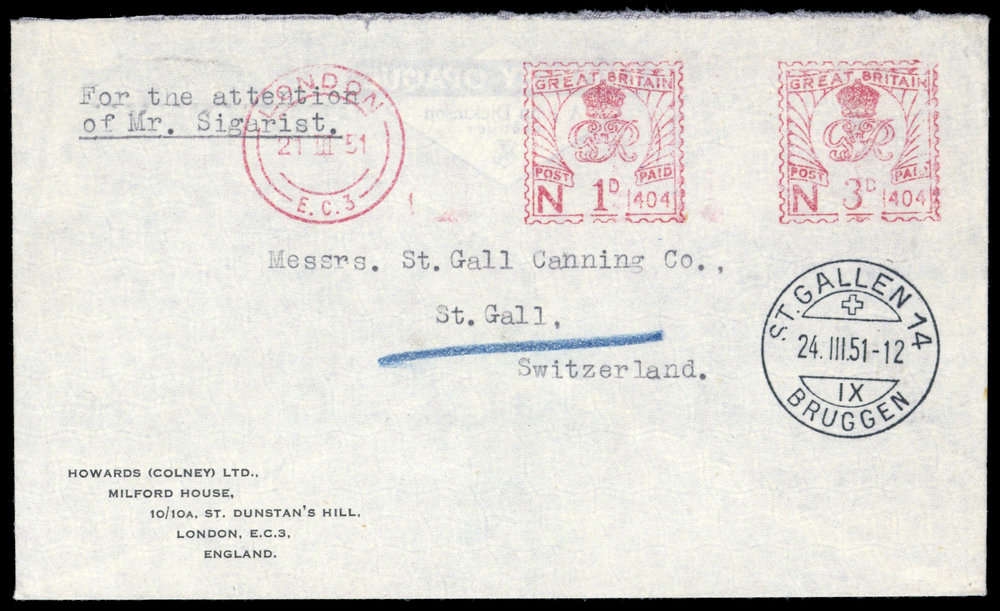 For the attention
of Mr. Sigarist.
LONDON
21 III 51
E.C.3
GREAT BRITAIN
GR
POST PAID
N 1D 404
GREAT BRITAIN
GR
POST PAID
N 3D 404
Messrs. St.Gall Canning Co.,
St.Gall,
Switzerland.
ST. GALLEN 14
24.III.51-12
IX
BRUGGEN
HOWARDS (COLNEY) LTD.,
MILFORD HOUSE,
10/10A, ST. DUNSTAN'S HILL,
LONDON, E.C.3,
ENGLAND.